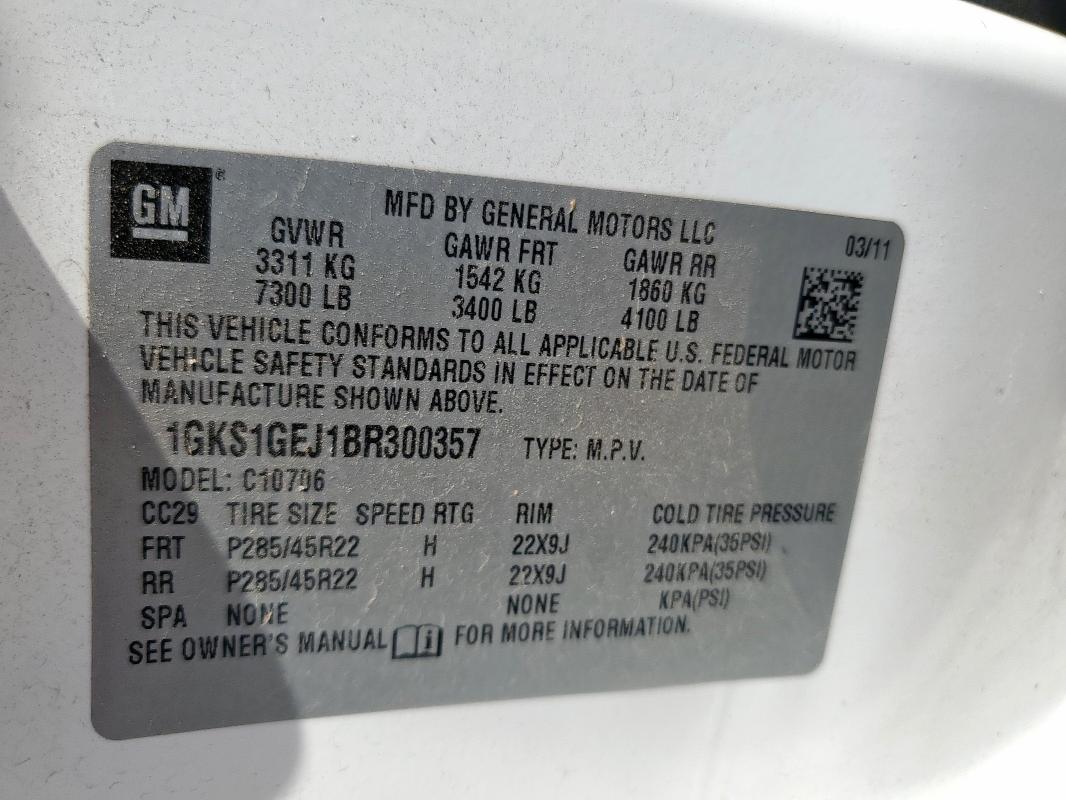 GM ®
MFD BY GENERAL MOTORS LLC
03/11
GVWR GAWR FRT GAWR RR
3311 KG 1542 KG 1860 KG
7300 LB 3400 LB 4100 LB
THIS VEHICLE CONFORMS TO ALL APPLICABLE U.S. FEDERAL MOTOR
VEHICLE SAFETY STANDARDS IN EFFECT ON THE DATE OF
MANUFACTURE SHOWN ABOVE.
1GKS1GEJ1BR300357 TYPE: M.P.V.
MODEL: C10706
CC29 TIRE SIZE SPEED RTG RIM COLD TIRE PRESSURE
FRT P285/45R22 H 22X9J 240KPA(35PSI)
RR P285/45R22 H 22X9J 240KPA(35PSI)
SPA NONE NONE KPA(PSI)
SEE OWNER'S MANUAL FOR MORE INFORMATION.